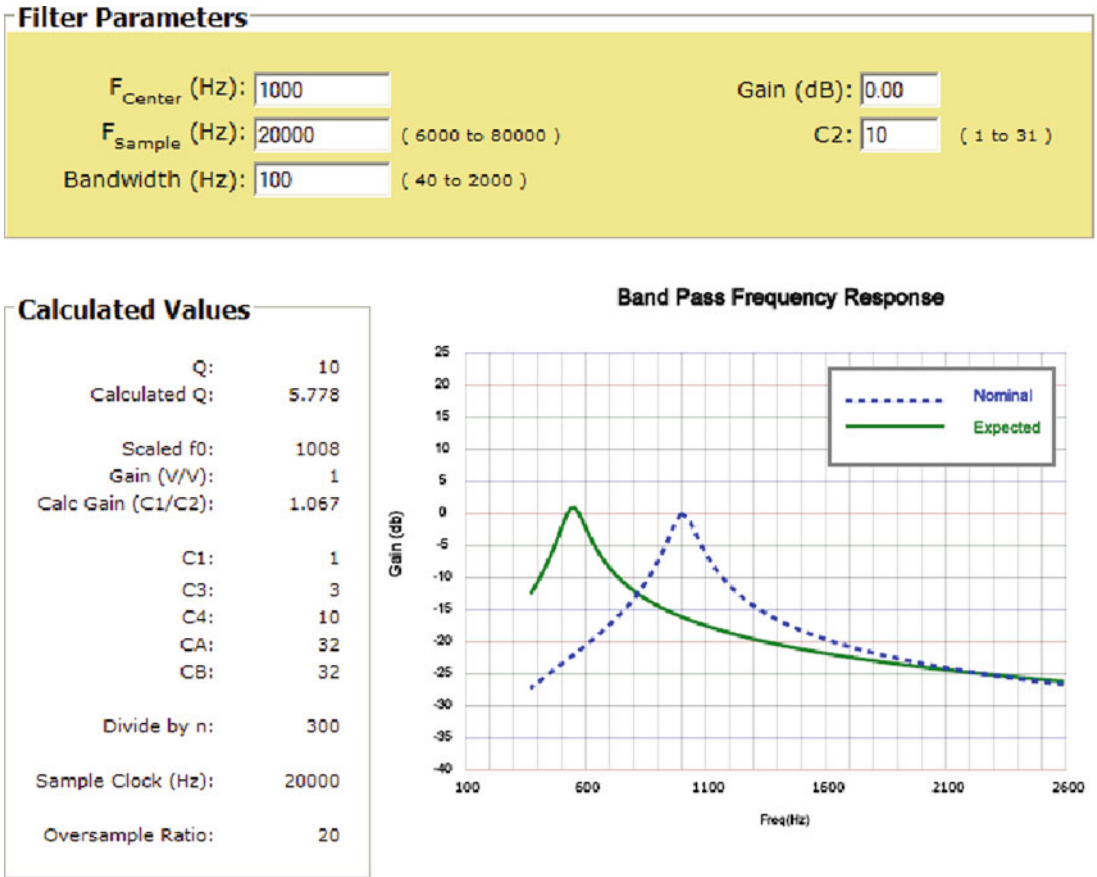 Filter Parameters
F_Center (Hz): 1000
Gain (dB): 0.00
F_Sample (Hz): 20000 ( 6000 to 80000 )
C2: 10 ( 1 to 31 )
Bandwidth (Hz): 100 ( 40 to 2000 )
Calculated Values
Q: 10
Calculated Q: 5.778
Scaled f0: 1008
Gain (V/V): 1
Calc Gain (C1/C2): 1.067
C1: 1
C3: 3
C4: 10
CA: 32
CB: 32
Divide by n: 300
Sample Clock (Hz): 20000
Oversample Ratio: 20
Band Pass Frequency Response
Nominal
Expected
Gain (db)
25
20
15
10
5
0
-5
-10
-15
-20
-25
-30
-35
-40
100 600 1100 1600 2100 2600
Freq(Hz)